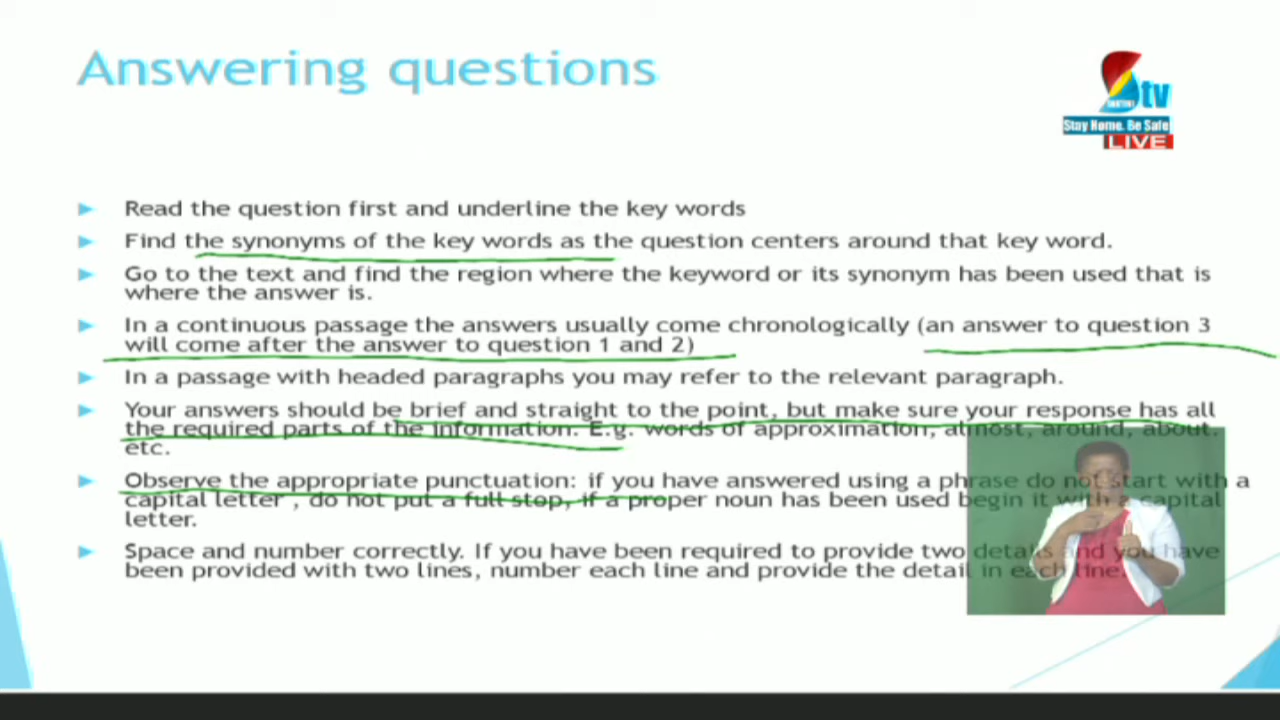 Answering questions
tv
Stay Home. Be Safe
LIVE
Read the question first and underline the key words
Find the synonyms of the key words as the question centers around that key word.
Go to the text and find the region where the keyword or its synonym has been used that is
where the answer is.
In a continuous passage the answers usually come chronologically (an answer to question 3
will come after the answer to question 1 and 2)
In a passage with headed paragraphs you may refer to the relevant paragraph.
Your answers should be brief and straight to the point, but make sure your response has all
the required parts of the information. E.g. words of approximation, almost, around, about.
etc.
Observe the appropriate punctuation: if you have answered using a phrase do not start with a
capital letter , do not put a full stop, if a proper noun has been used begin it with a capital
letter.
Space and number correctly. If you have been required to provide two details and you have
been provided with two lines, number each line and provide the detail in each line.